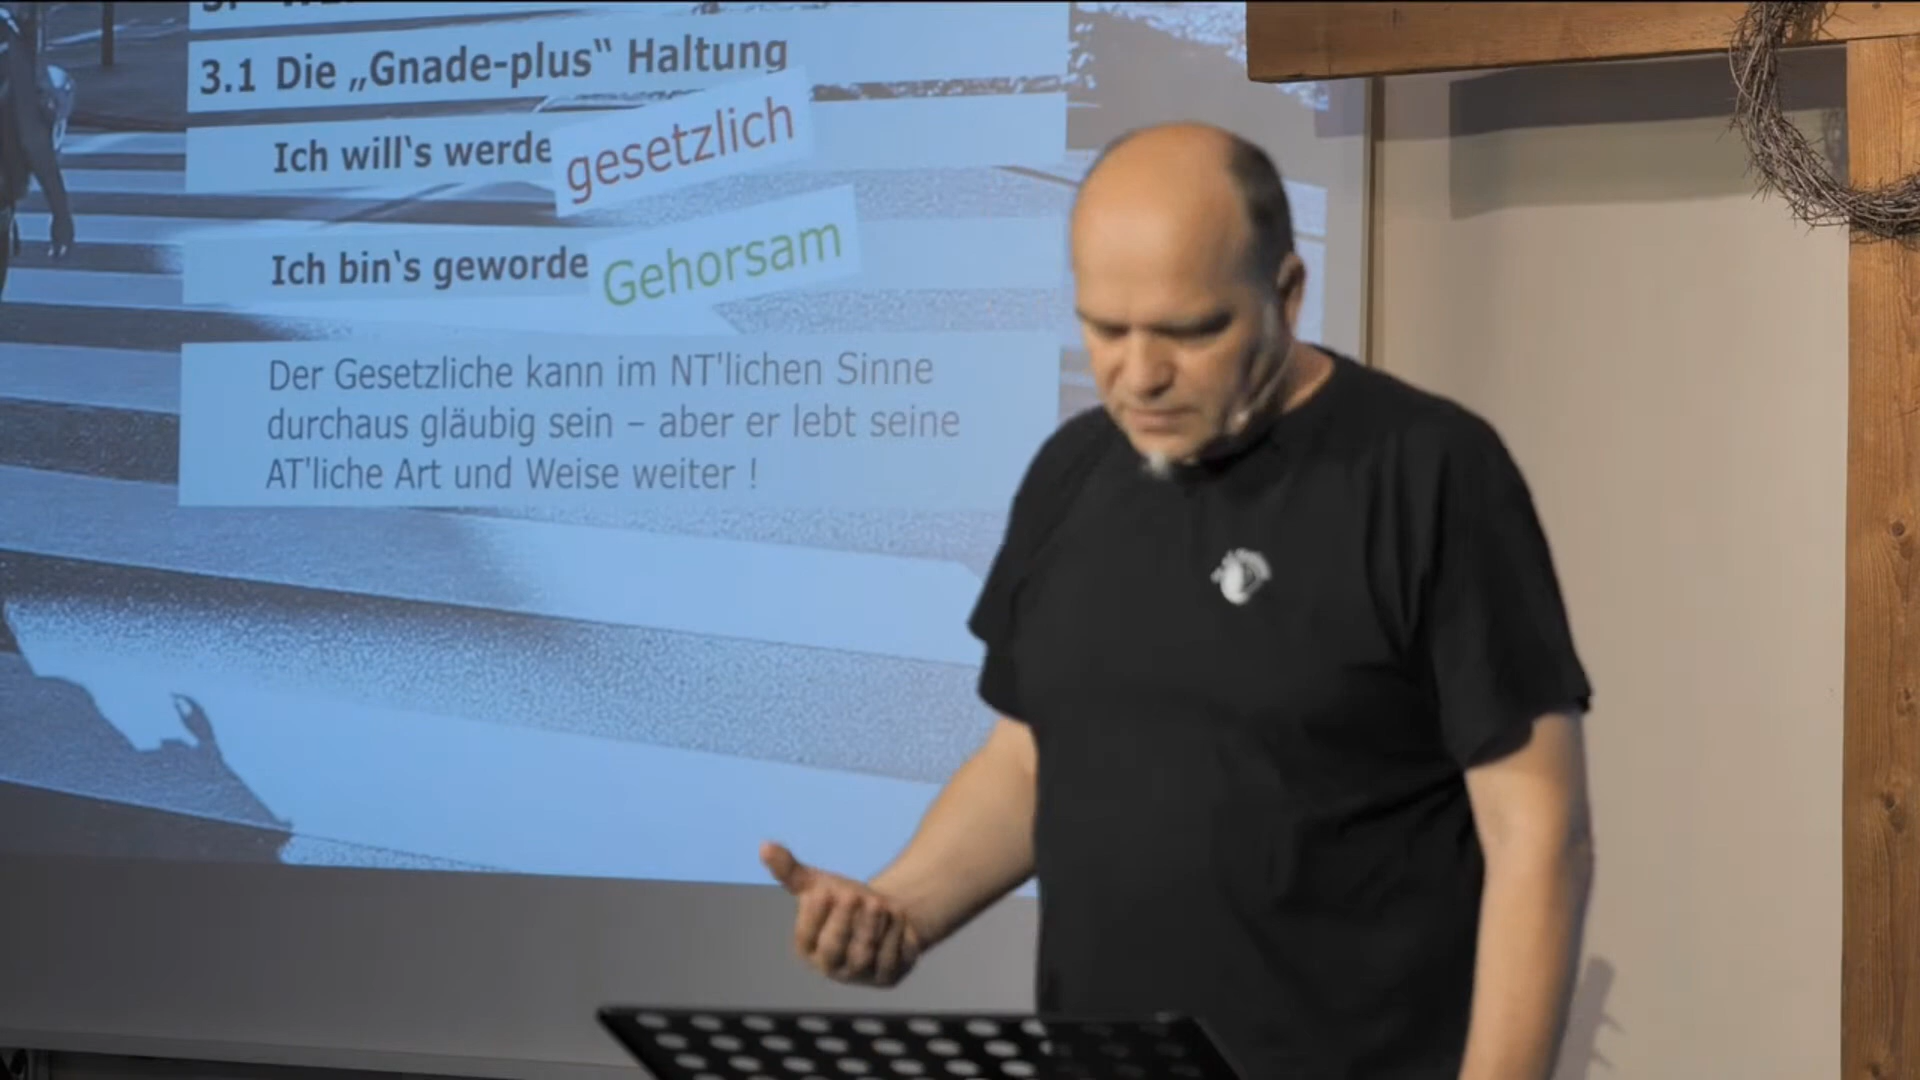 3.1 Die „Gnade-plus“ Haltung
Ich will‘s werde
gesetzlich
Ich bin‘s geworde
Gehorsam
Der Gesetzliche kann im NT'lichen Sinne
durchaus gläubig sein – aber er lebt seine
AT'liche Art und Weise weiter !